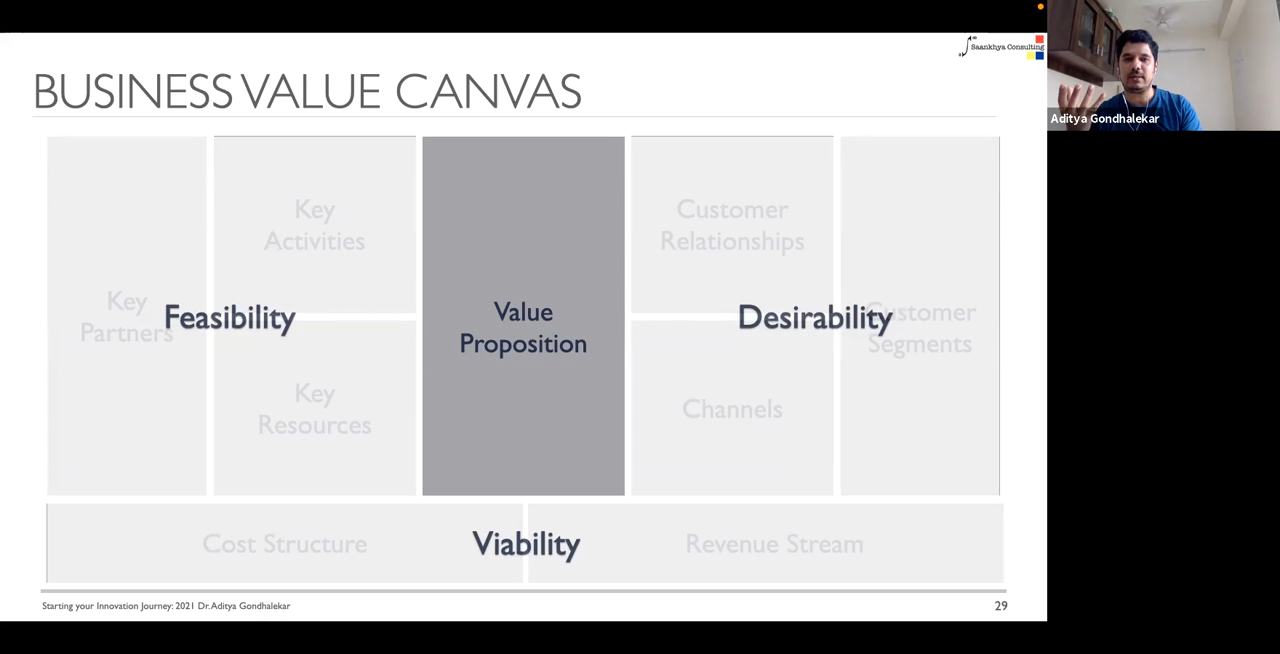 Saankhya Consulting
BUSINESS VALUE CANVAS
Key
Activities
Key
Partners
Feasibility
Key
Resources
Value
Proposition
Customer
Relationships
Desirability
Customer
Segments
Channels
Cost Structure
Viability
Revenue Stream
Starting your Innovation Journey: 2021 Dr. Aditya Gondhalekar
29
Aditya Gondhalekar